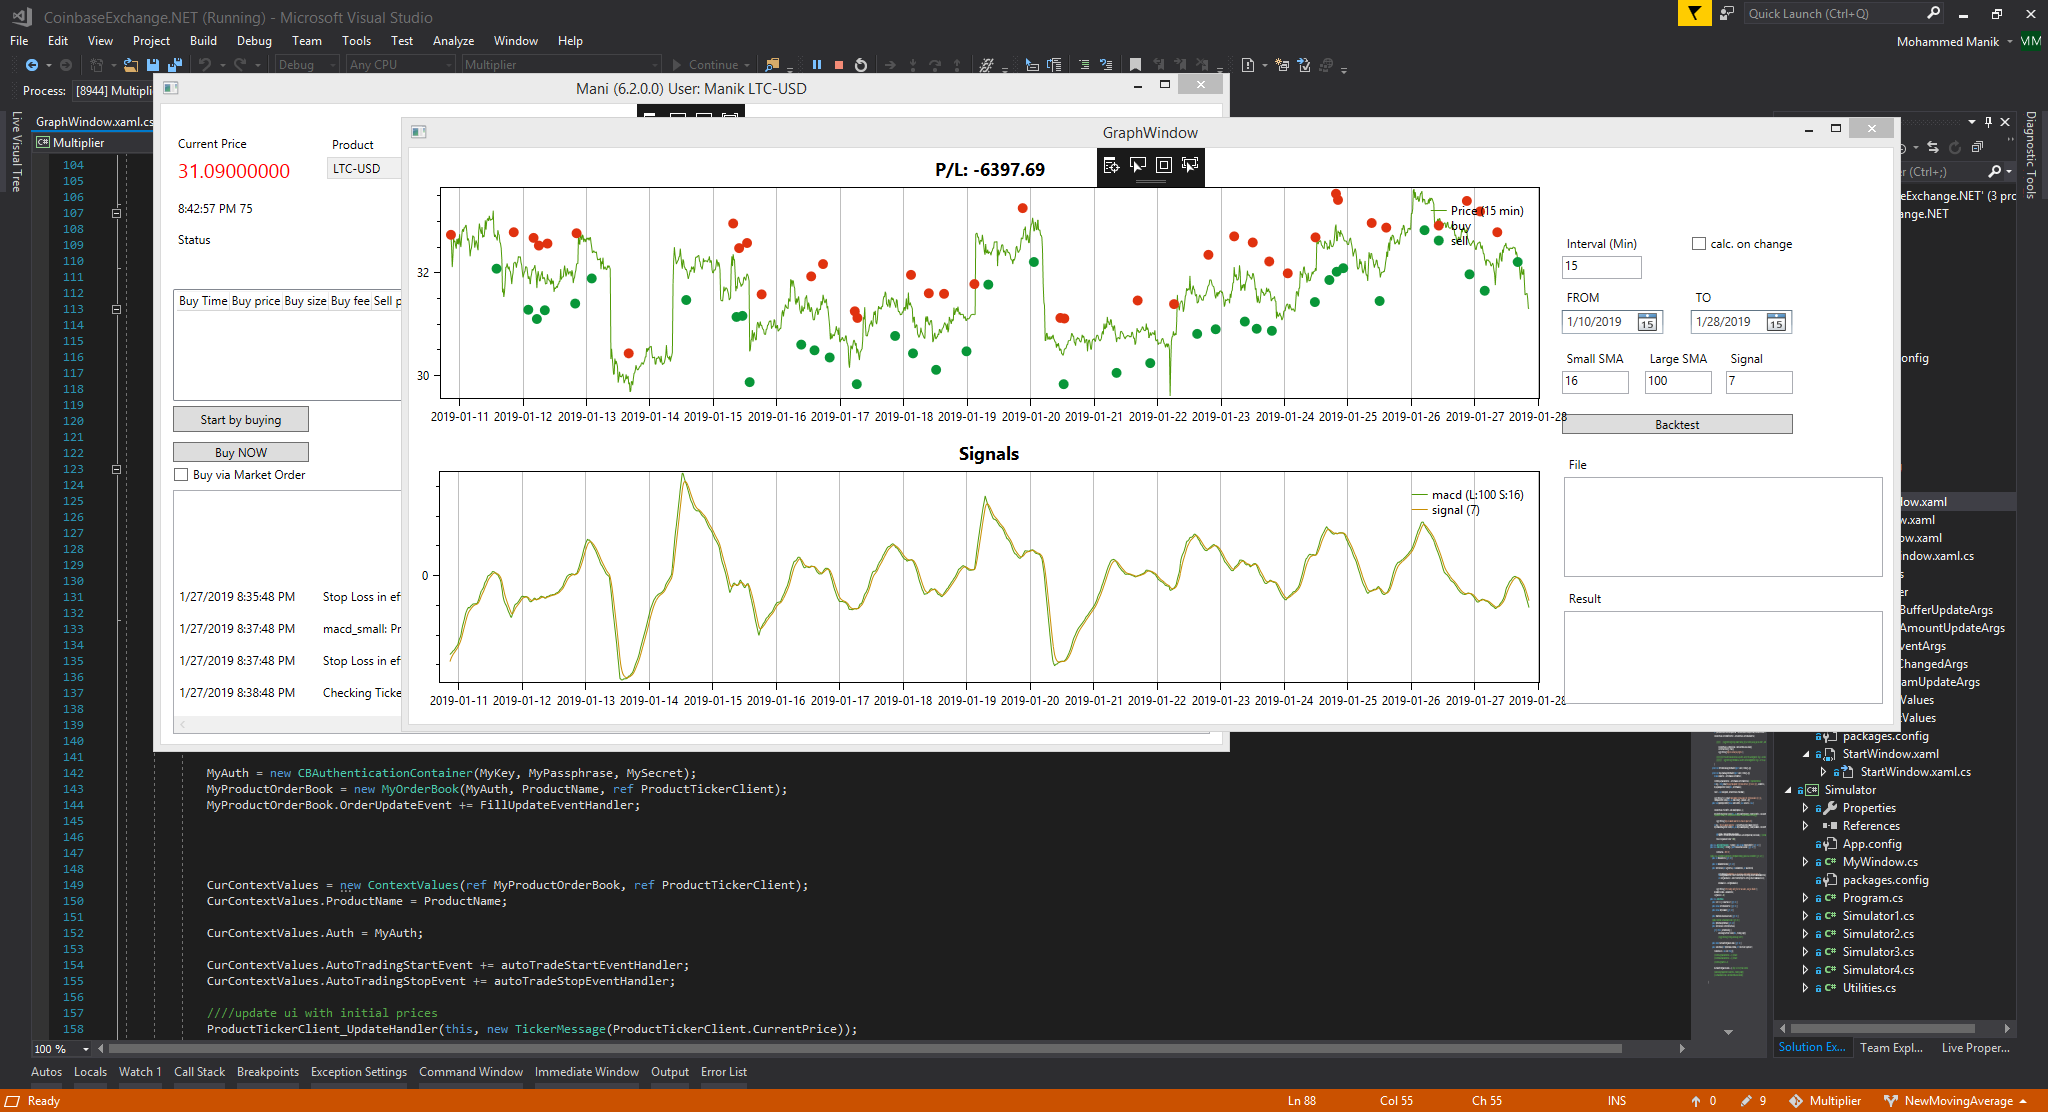 CoinbaseExchange.NET (Running) - Microsoft Visual Studio
Quick Launch (Ctrl+Q)
File Edit View Project Build Debug Team Tools Test Analyze Window Help
Mohammed Manik MM
Debug Any CPU Multiplier Continue
Process: [8944] Multipli
Mani (6.2.0.0) User: Manik LTC-USD
GraphWindow.xaml.cs
Multiplier
Live Visual Tree
Diagnostic Tools
Current Price
Product
31.09000000
LTC-USD
8:42:57 PM 75
Status
Buy Time Buy price Buy size Buy fee Sell p
Start by buying
Buy NOW
Buy via Market Order
1/27/2019 8:35:48 PM Stop Loss in ef
1/27/2019 8:37:48 PM macd_small: Pr
1/27/2019 8:37:48 PM Stop Loss in ef
1/27/2019 8:38:48 PM Checking Ticke
GraphWindow
P/L: -6397.69
Price (15 min)
buy
sell
32
30
2019-01-11 2019-01-12 2019-01-13 2019-01-14 2019-01-15 2019-01-16 2019-01-17 2019-01-18 2019-01-19 2019-01-20 2019-01-21 2019-01-22 2019-01-23 2019-01-24 2019-01-25 2019-01-26 2019-01-27 2019-01-28
Signals
macd (L:100 S:16)
signal (7)
0
2019-01-11 2019-01-12 2019-01-13 2019-01-14 2019-01-15 2019-01-16 2019-01-17 2019-01-18 2019-01-19 2019-01-20 2019-01-21 2019-01-22 2019-01-23 2019-01-24 2019-01-25 2019-01-26 2019-01-27 2019-01-28
Interval (Min)
calc. on change
15
FROM TO
1/10/2019 15 1/28/2019 15
Small SMA Large SMA Signal
16 100 7
Backtest
File
Result
r (Ctrl+;)
eExchange.NET' (3 pro
ange.NET
onfig
dow.xaml
w.xaml
ow.xaml
indow.xaml.cs
s
er
BufferUpdateArgs
AmountUpdateArgs
ventArgs
ChangedArgs
amUpdateArgs
Values
tValues
packages.config
StartWindow.xaml
StartWindow.xaml.cs
Simulator
Properties
References
App.config
MyWindow.cs
packages.config
Program.cs
Simulator1.cs
Simulator2.cs
Simulator3.cs
Simulator4.cs
Utilities.cs
Solution Ex... Team Expl... Live Proper...
104
105
106
107
108
109
110
111
112
113
114
115
116
117
118
119
120
121
122
123
124
125
126
127
128
129
130
131
132
133
134
135
136
137
138
139
140
141
142 MyAuth = new CBAuthenticationContainer(MyKey, MyPassphrase, MySecret);
143 MyProductOrderBook = new MyOrderBook(MyAuth, ProductName, ref ProductTickerClient);
144 MyProductOrderBook.OrderUpdateEvent += FillUpdateEventHandler;
145
146
147
148
149 CurContextValues = new ContextValues(ref MyProductOrderBook, ref ProductTickerClient);
150 CurContextValues.ProductName = ProductName;
151
152 CurContextValues.Auth = MyAuth;
153
154 CurContextValues.AutoTradingStartEvent += autoTradeStartEventHandler;
155 CurContextValues.AutoTradingStopEvent += autoTradeStopEventHandler;
156
157 ////update ui with initial prices
158 ProductTickerClient_UpdateHandler(this, new TickerMessage(ProductTickerClient.CurrentPrice));
100 %
Autos Locals Watch 1 Call Stack Breakpoints Exception Settings Command Window Immediate Window Output Error List
Ready Ln 88 Col 55 Ch 55 INS 0 9 Multiplier NewMovingAverage